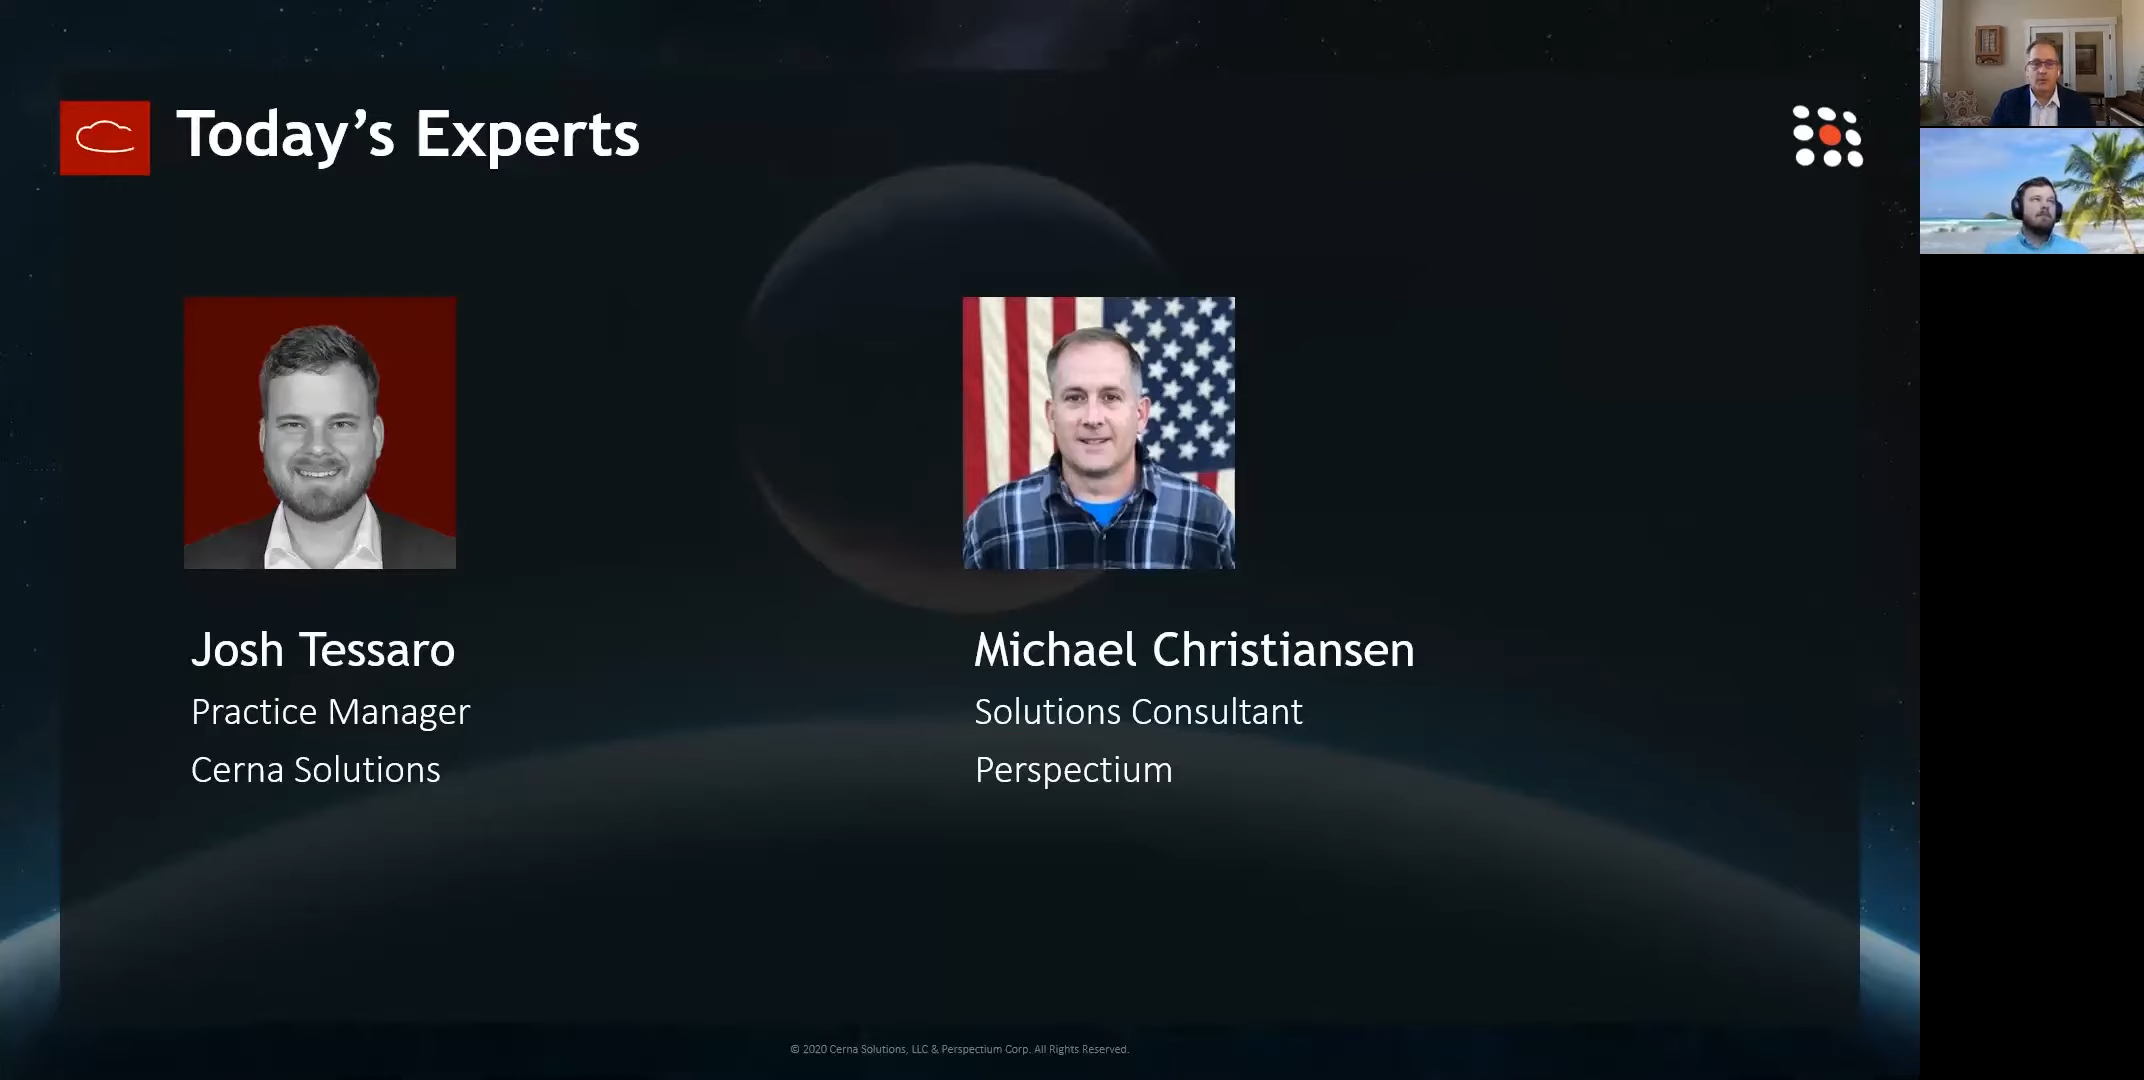 Today’s Experts
Josh Tessaro
Practice Manager
Cerna Solutions
Michael Christiansen
Solutions Consultant
Perspectium
© 2020 Cerna Solutions, LLC & Perspectium Corp. All Rights Reserved.